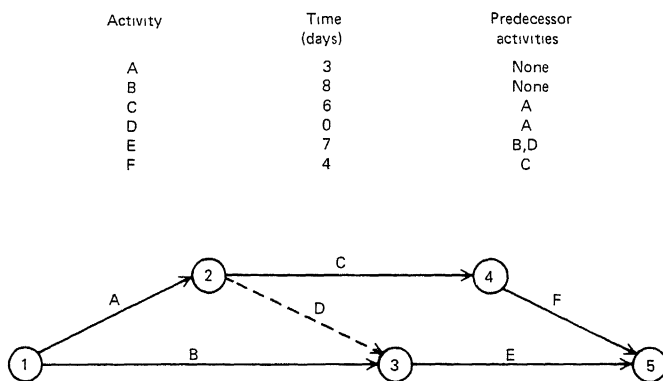 Activity Time (days) Predecessor activities
A 3 None
B 8 None
C 6 A
D 0 A
E 7 B,D
F 4 C
2 C 4
A D F
1 B 3 E 5